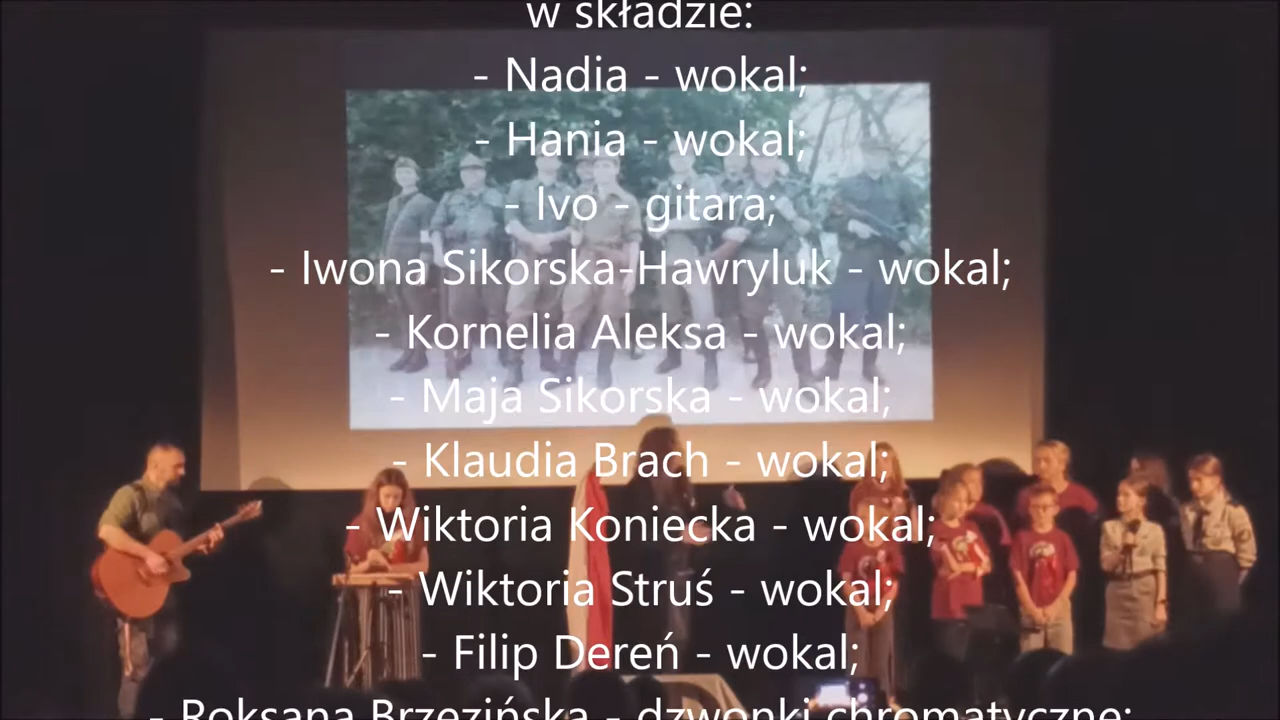 w składzie:
- Nadia - wokal;
- Hania - wokal;
- Ivo - gitara;
- Iwona Sikorska-Hawryluk - wokal;
- Kornelia Aleksa - wokal;
- Maja Sikorska - wokal;
- Klaudia Brach - wokal;
- Wiktoria Koniecka - wokal;
- Wiktoria Struś - wokal;
- Filip Dereń - wokal;
- Roksana Brzezińska - dzwonki chromatyczne;